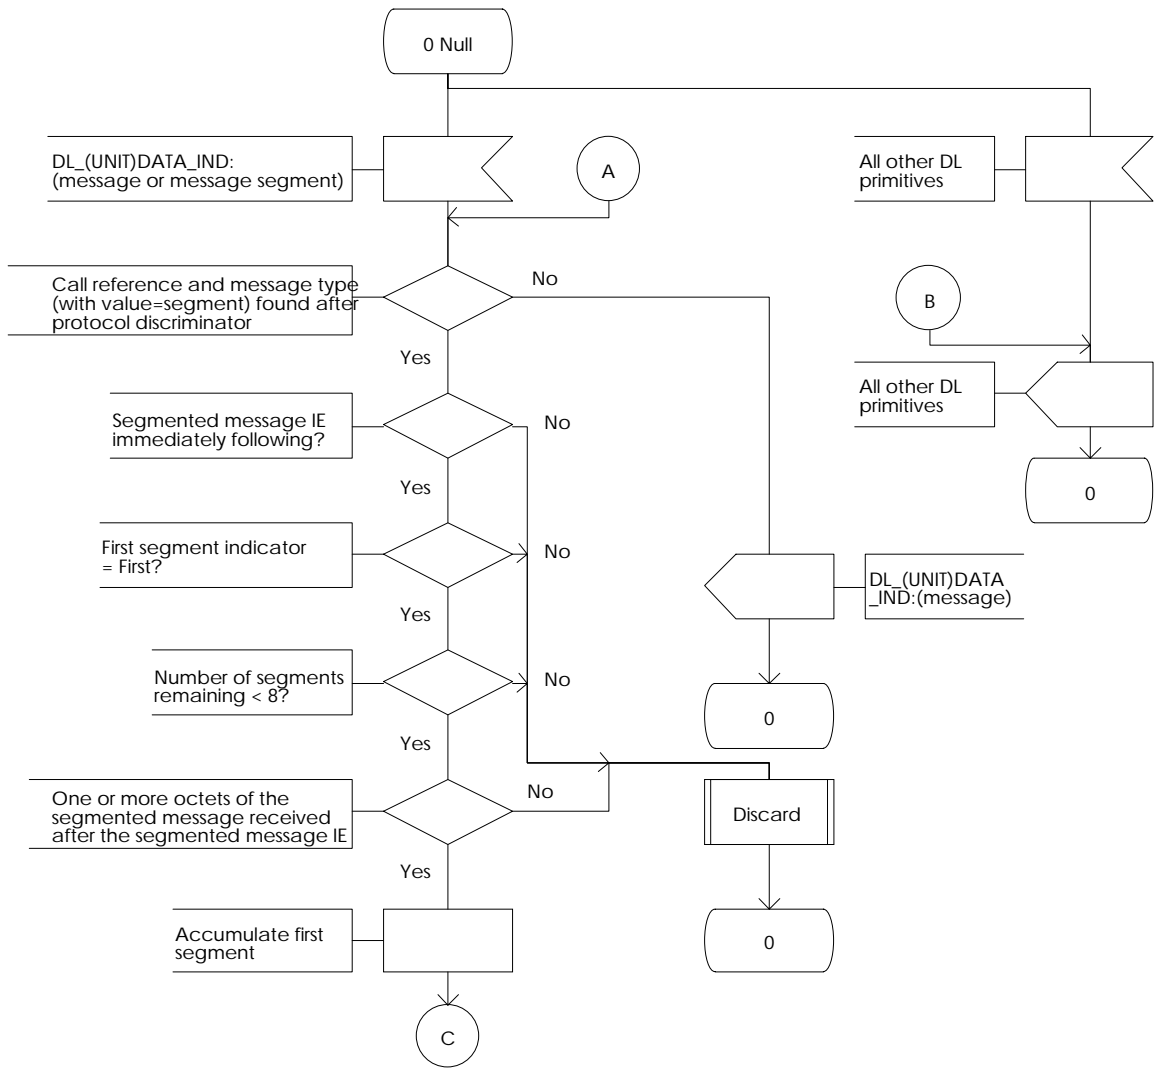 0 Null
DL_(UNIT)DATA_IND:
(message or message segment)
A
All other DL
primitives
Call reference and message type
(with value=segment) found after
protocol discriminator
No
B
Yes
All other DL
primitives
Segmented message IE
immediately following?
No
Yes
0
First segment indicator
= First?
No
DL_(UNIT)DATA
_IND:(message)
Yes
Number of segments
remaining < 8?
No
0
Yes
One or more octets of the
segmented message received
after the segmented message IE
No
Discard
Yes
Accumulate first
segment
0
C